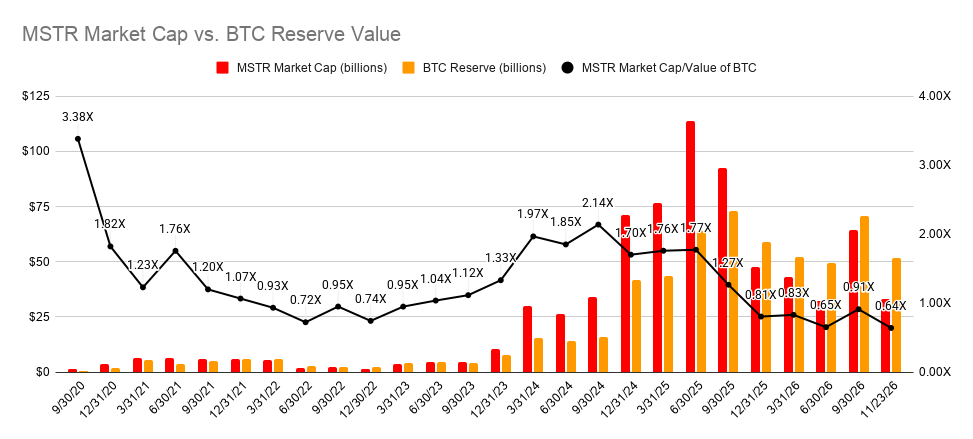 MSTR Market Cap vs. BTC Reserve Value
MSTR Market Cap (billions) BTC Reserve (billions) MSTR Market Cap/Value of BTC
$125 4.00X
3.38X
$100 3.00X
2.14X
$75 1.97X
1.82X 1.76X 1.85X 1.70X 1.76X 1.77X 2.00X
$50 1.23X 1.20X 1.07X 0.93X 0.72X 0.95X 0.74X 0.95X 1.04X 1.12X 1.33X 1.27X
$25 0.81X 0.83X 0.65X 0.91X 0.64X 1.00X
$0 0.00X
9/30/20 12/31/20 3/31/21 6/30/21 9/30/21 12/31/21 3/31/22 6/30/22 9/30/22 12/30/22 3/31/23 6/30/23 9/30/23 12/31/23 3/31/24 6/30/24 9/30/24 12/31/24 3/31/25 6/30/25 9/30/25 12/31/25 3/31/26 6/30/26 9/30/26 11/23/26